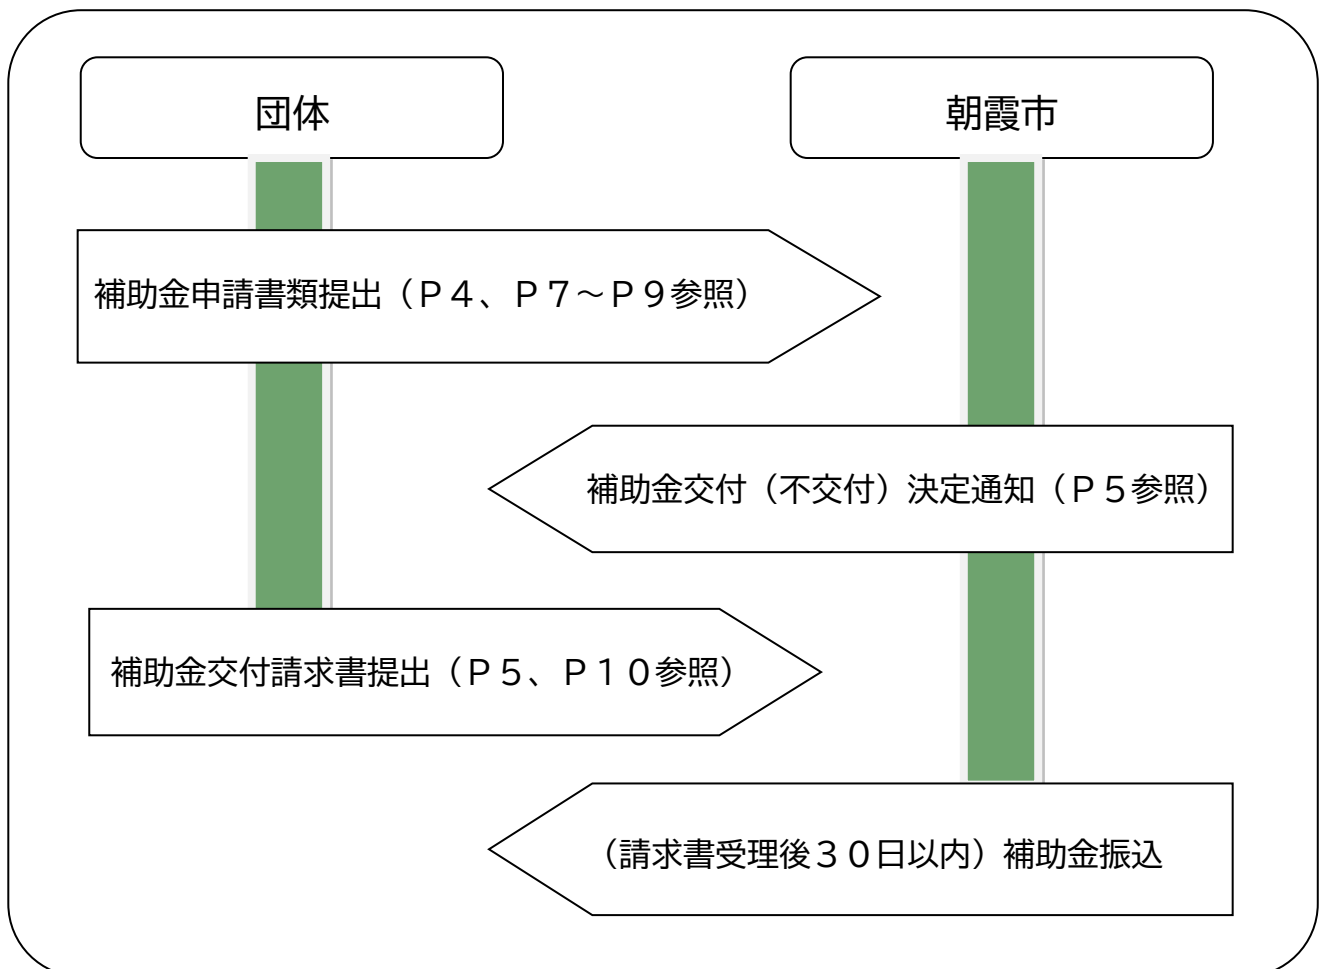 団体
朝霞市
補助金申請書類提出（Ｐ４、Ｐ７～Ｐ９参照）
補助金交付（不交付）決定通知（Ｐ５参照）
補助金交付請求書提出（Ｐ５、Ｐ１０参照）
（請求書受理後３０日以内）補助金振込